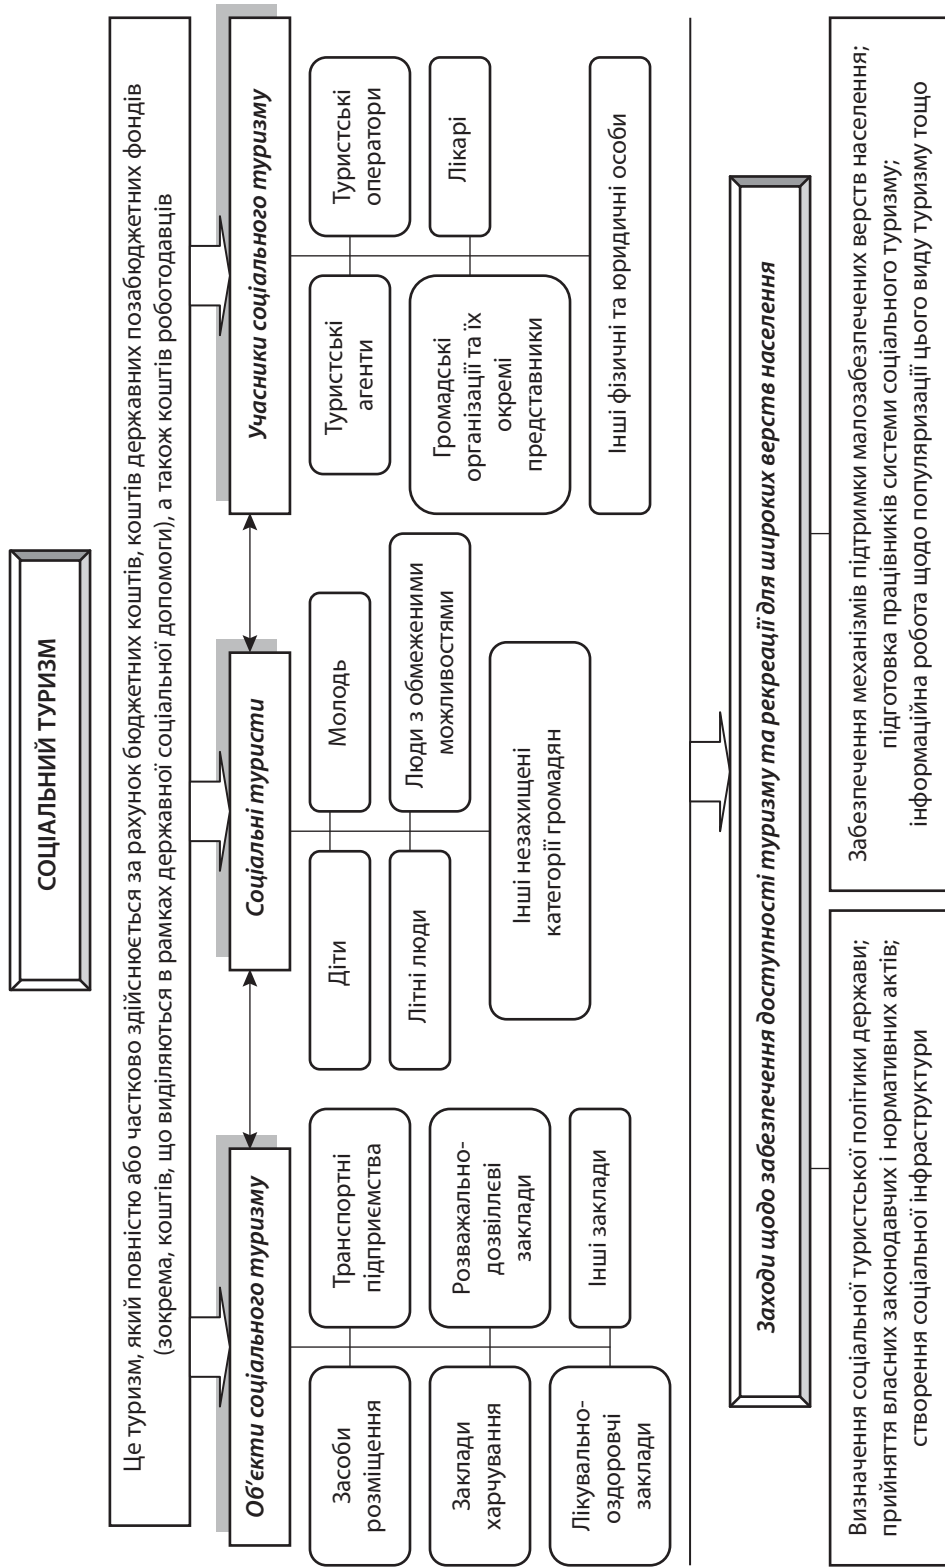 СОЦІАЛЬНИЙ ТУРИЗМ
Це туризм, який повністю або частково здійснюється за рахунок бюджетних коштів, коштів державних позабюджетних фондів
(зокрема, коштів, що виділяються в рамках державної соціальної допомоги), а також коштів роботодавців
Об'єкти соціального туризму
Засоби
розміщення
Транспортні
підприємства
Заклади
харчування
Розважально-
дозвіллєві
заклади
Лікувально-
оздоровчі
заклади
Інші заклади
Соціальні туристи
Діти
Молодь
Літні люди
Люди з обмеженими
можливостями
Інші незахищені
категорії громадян
Учасники соціального туризму
Туристські
агенти
Туристські
оператори
Громадські
організації та їх
окремі
представники
Лікарі
Інші фізичні та юридичні особи
Заходи щодо забезпечення доступності туризму та рекреації для широких верств населення
Визначення соціальної туристської політики держави;
прийняття власних законодавчих і нормативних актів;
створення соціальної інфраструктури
Забезпечення механізмів підтримки малозабезпечених верств населення;
підготовка працівників системи соціального туризму;
інформаційна робота щодо популяризації цього виду туризму тощо